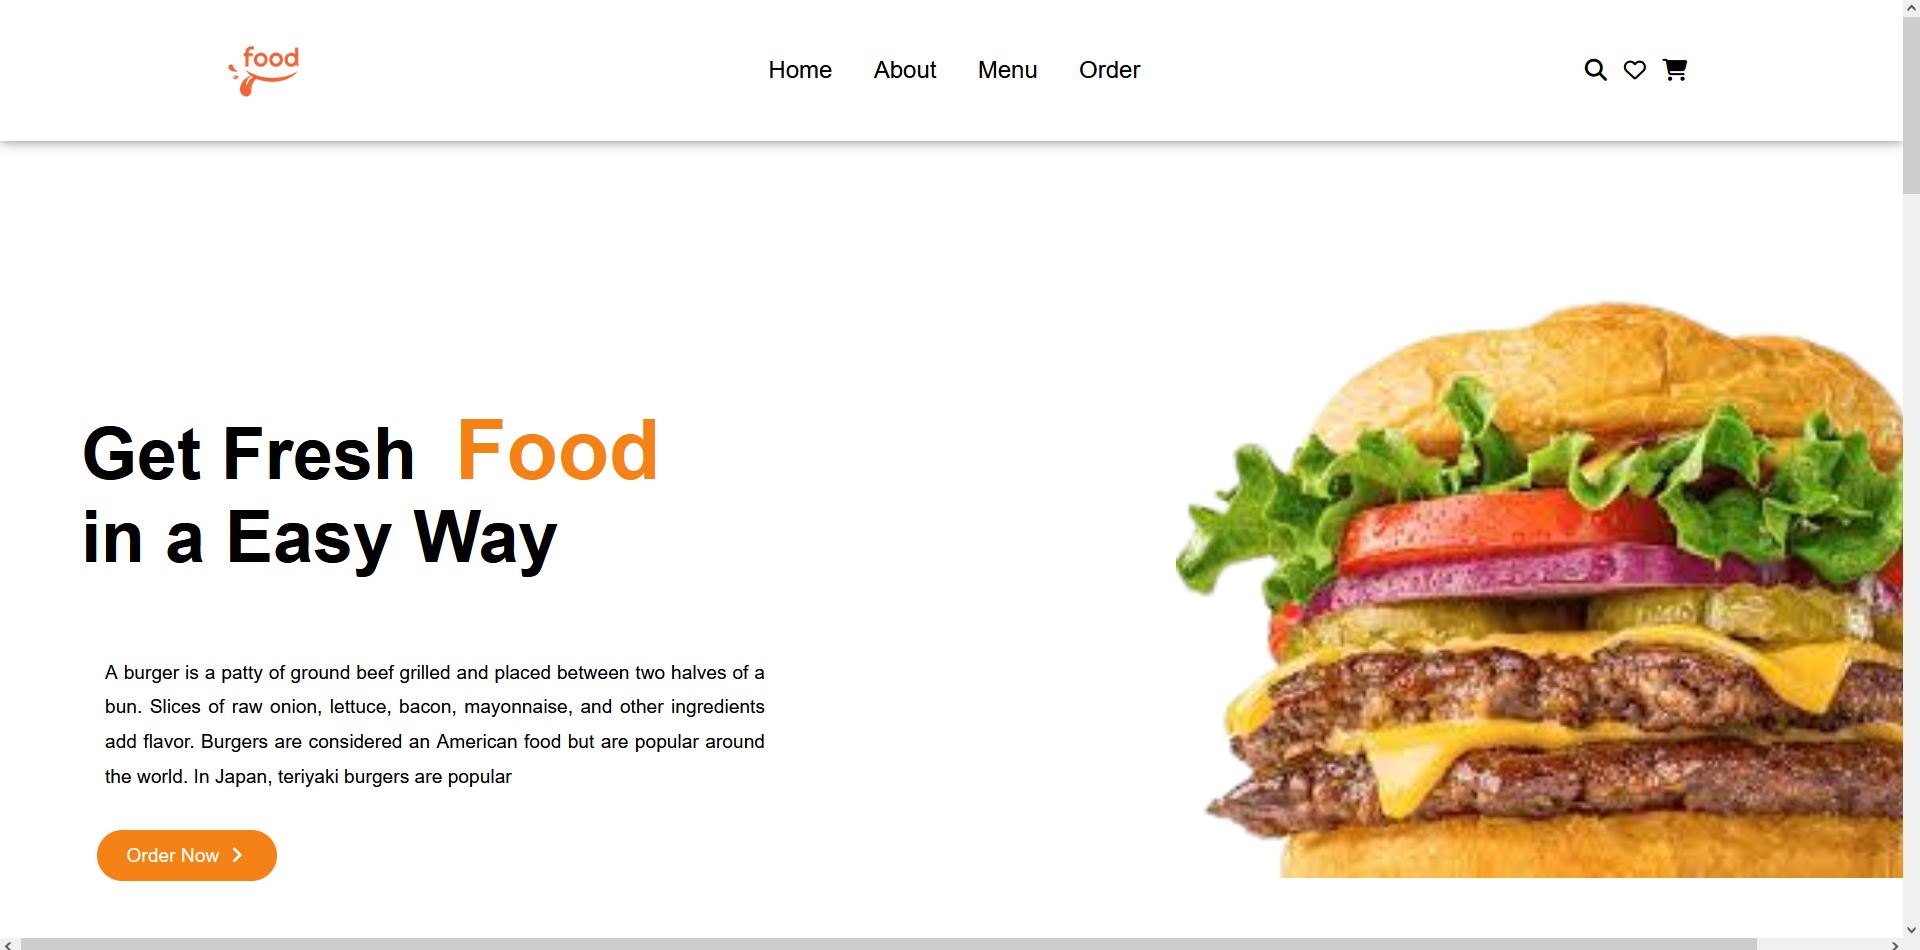 food
Home About Menu Order
Get Fresh Food
in a Easy Way
A burger is a patty of ground beef grilled and placed between two halves of a
bun. Slices of raw onion, lettuce, bacon, mayonnaise, and other ingredients
add flavor. Burgers are considered an American food but are popular around
the world. In Japan, teriyaki burgers are popular
Order Now